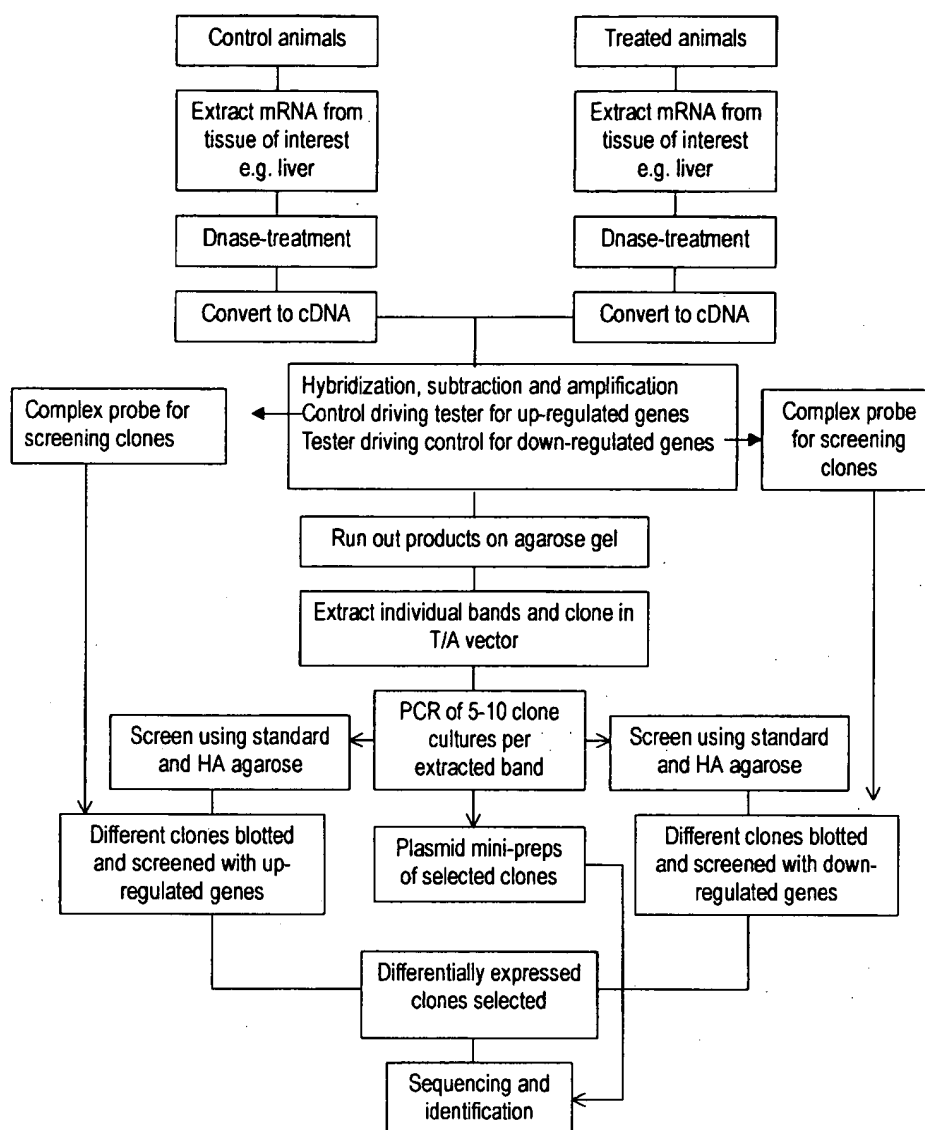 Control animals
Treated animals
Extract mRNA from
tissue of interest
e.g. liver
Extract mRNA from
tissue of interest
e.g. liver
Dnase-treatment
Dnase-treatment
Convert to cDNA
Convert to cDNA
Hybridization, subtraction and amplification
Control driving tester for up-regulated genes
Tester driving control for down-regulated genes
Complex probe for
screening clones
Complex probe
for screening
clones
Run out products on agarose gel
Extract individual bands and clone in
T/A vector
PCR of 5-10 clone
cultures per
extracted band
Screen using standard
and HA agarose
Screen using standard
and HA agarose
Different clones blotted
and screened with up-
regulated genes
Plasmid mini-preps
of selected clones
Different clones blotted
and screened with down-
regulated genes
Differentially expressed
clones selected
Sequencing and
identification